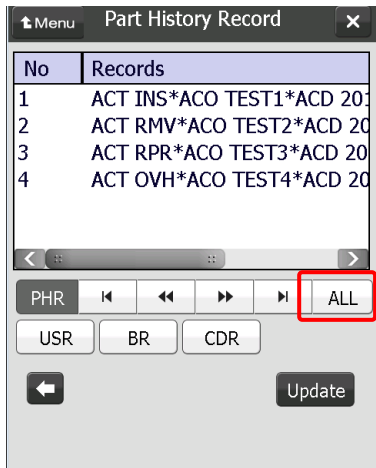 Menu Part History Record
No Records
1 ACT INS*ACO TEST1*ACD 201
2 ACT RMV*ACO TEST2*ACD 20
3 ACT RPR*ACO TEST3*ACD 20
4 ACT OVH*ACO TEST4*ACD 20
PHR ALL
USR BR CDR
Update